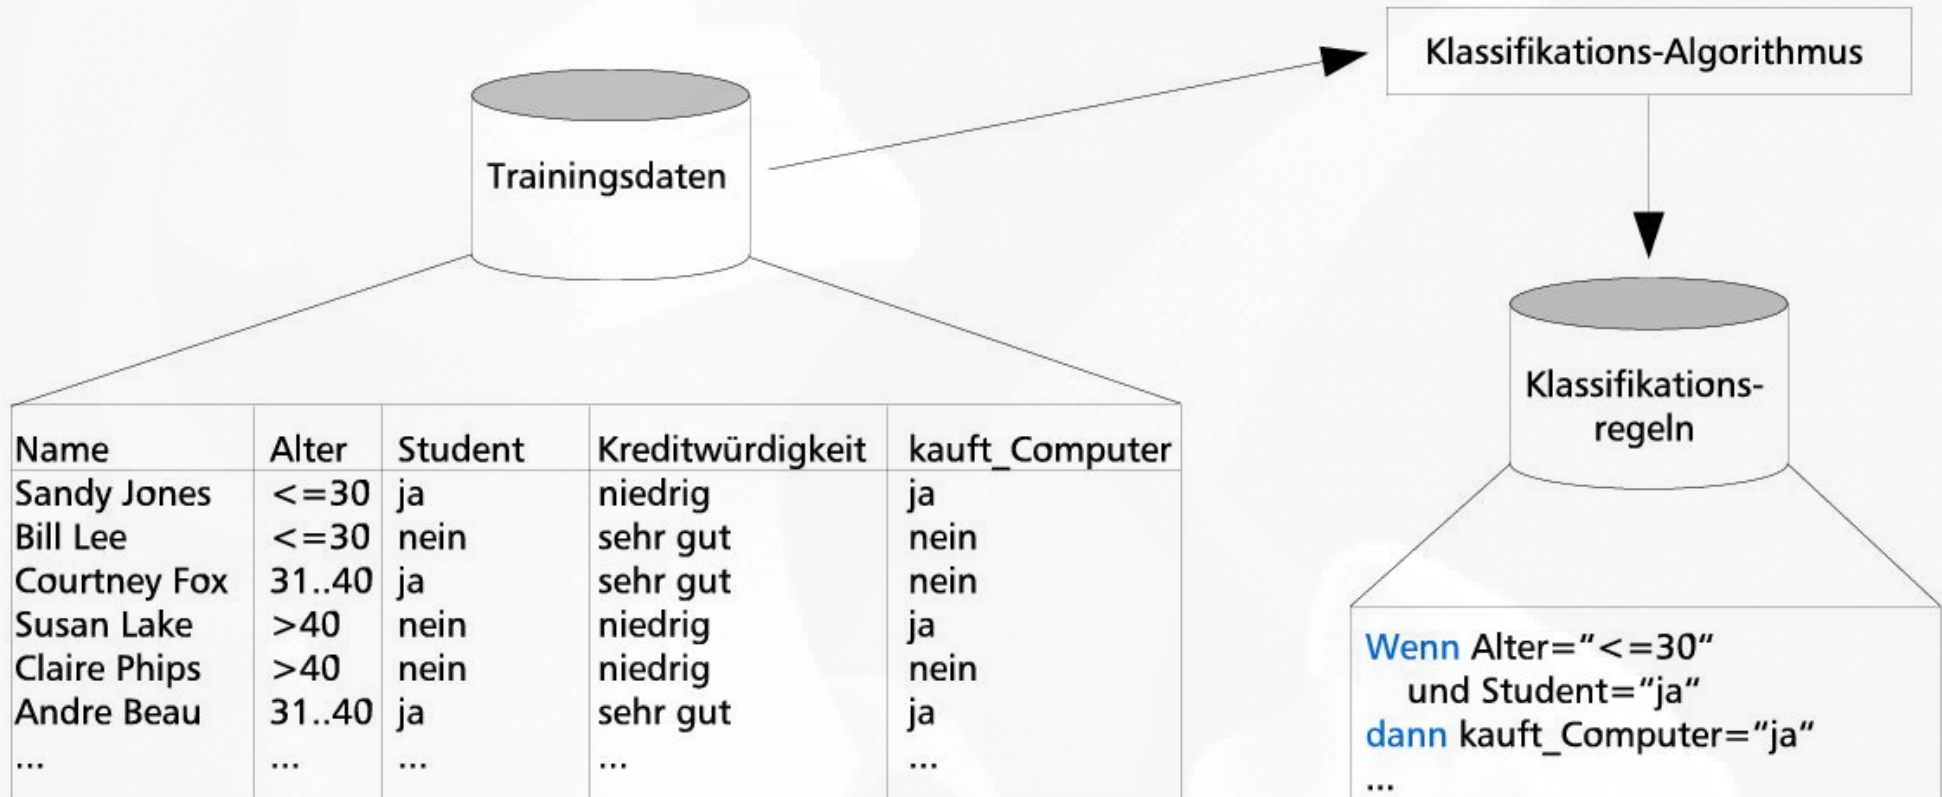 Klassifikations-Algorithmus
Trainingsdaten
Klassifikations-
regeln
Name Alter Student Kreditwürdigkeit kauft_Computer
Sandy Jones <=30 ja niedrig ja
Bill Lee <=30 nein sehr gut nein
Courtney Fox 31..40 ja sehr gut nein
Susan Lake >40 nein niedrig ja
Claire Phips >40 nein niedrig nein
Andre Beau 31..40 ja sehr gut ja
... ... ... ... ...
Wenn Alter=“<=30“
und Student=“ja“
dann kauft_Computer=“ja“
...